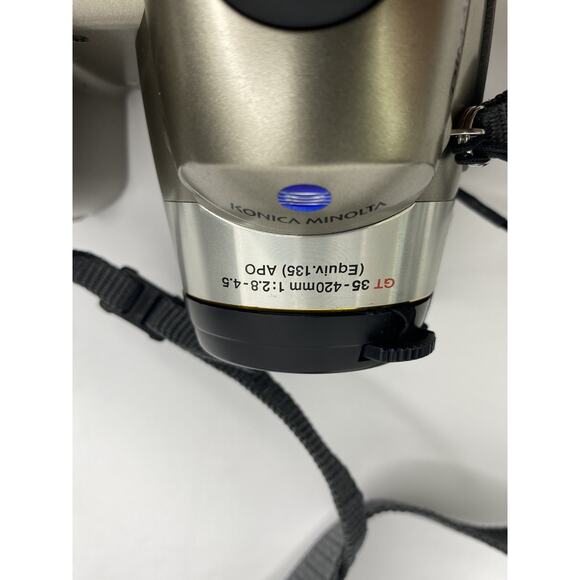 KONICA MINOLTA
GT 35-420mm 1:2.8-4.5
(Equiv.135) APO